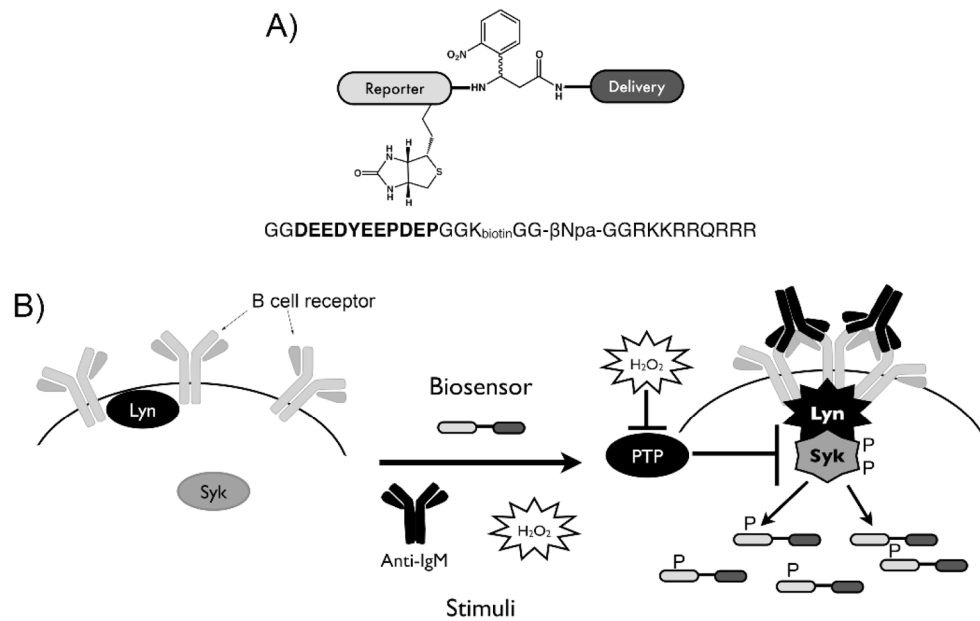 A)
O₂N
O
Reporter
HN
N
H
Delivery
H
H
N
O
S
N
H
H
GGDEEDYEEPDEPGGKbiotinGG-βNpa-GGRKKRRQRRR
B)
B cell receptor
H₂O₂
Biosensor
Lyn
Lyn
PTP
Syk
P
P
Syk
H₂O₂
Anti-IgM
P
P
P
P
Stimuli